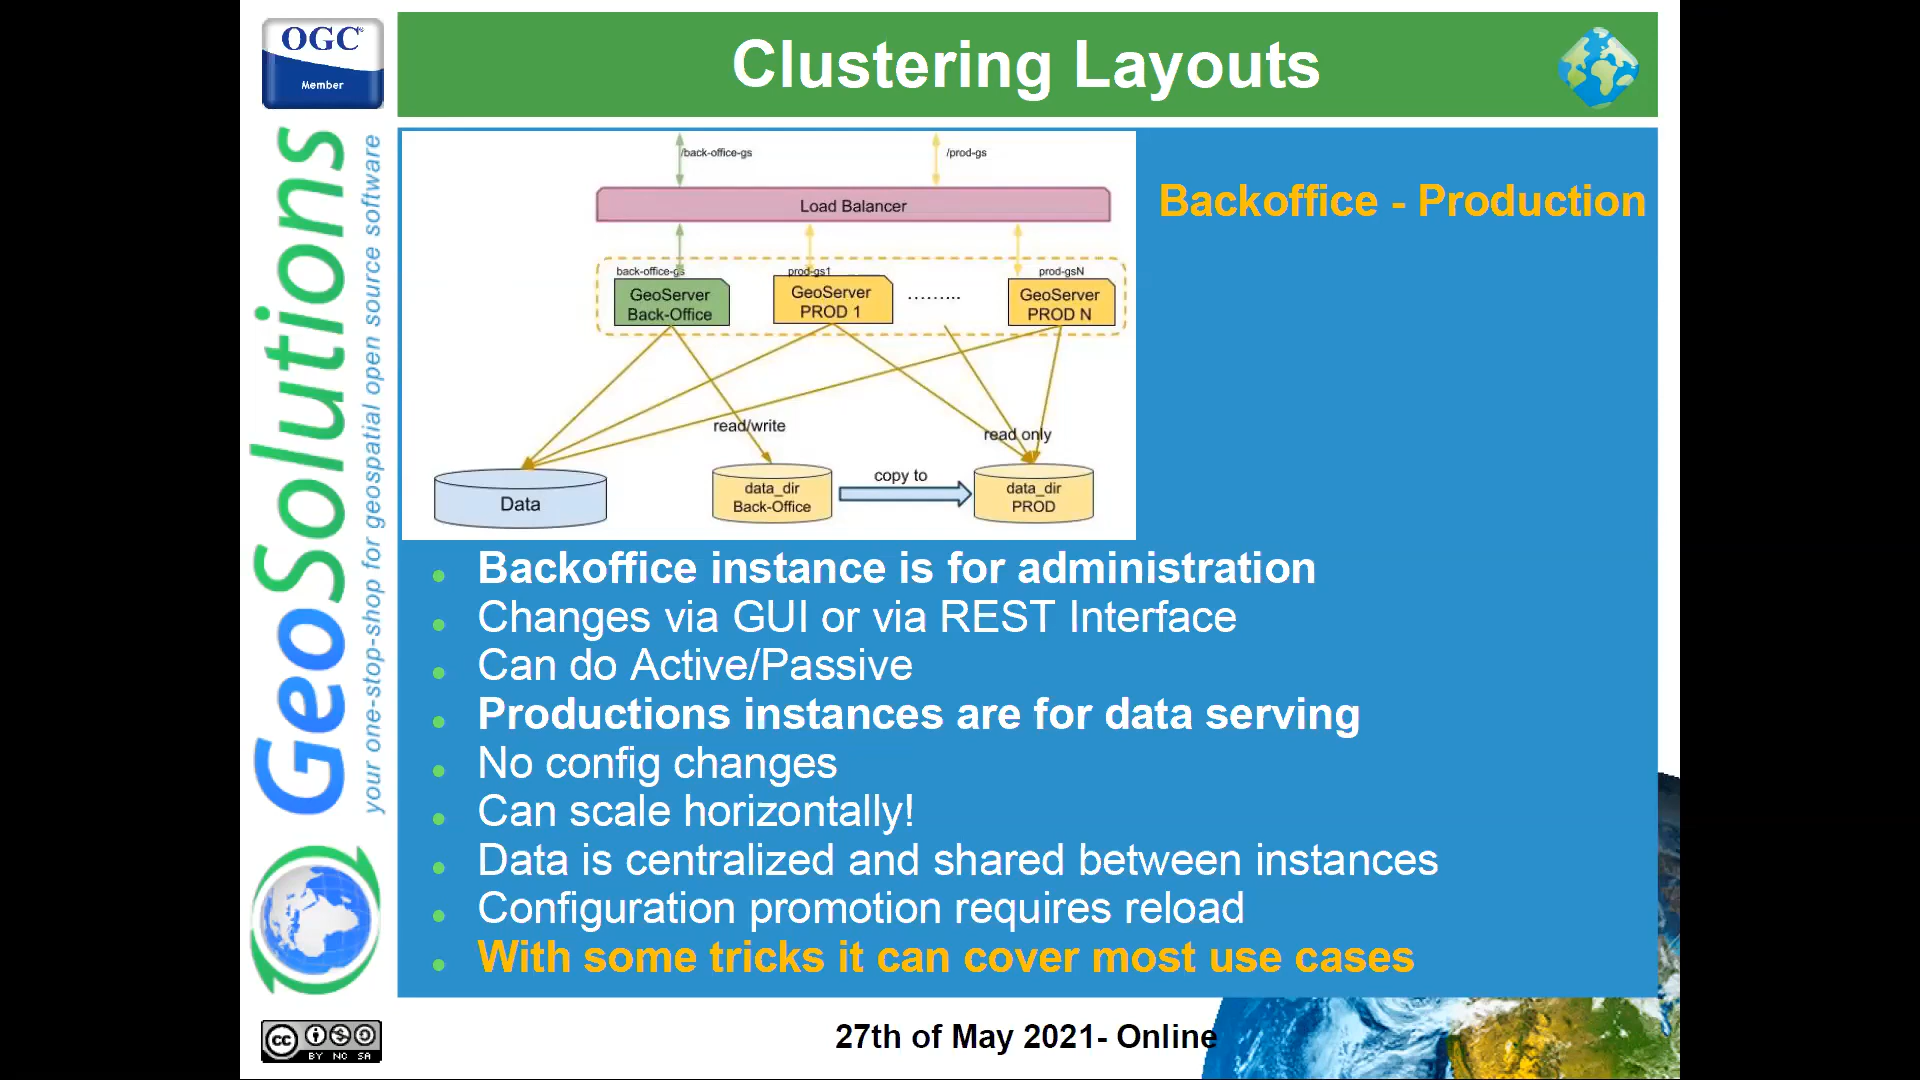 OGC
Member
Clustering Layouts
GeoSolutions
your one-stop-shop for geospatial open source software
Backoffice - Production
/back-office-gs
/prod-gs
Load Balancer
back-office-gs
prod-gs1
prod-gsN
GeoServer
Back-Office
GeoServer
PROD 1
.........
GeoServer
PROD N
read/write
read only
Data
data_dir
Back-Office
copy to
data_dir
PROD
Backoffice instance is for administration
Changes via GUI or via REST Interface
Can do Active/Passive
Productions instances are for data serving
No config changes
Can scale horizontally!
Data is centralized and shared between instances
Configuration promotion requires reload
With some tricks it can cover most use cases
cc
BY NC SA
27th of May 2021- Online